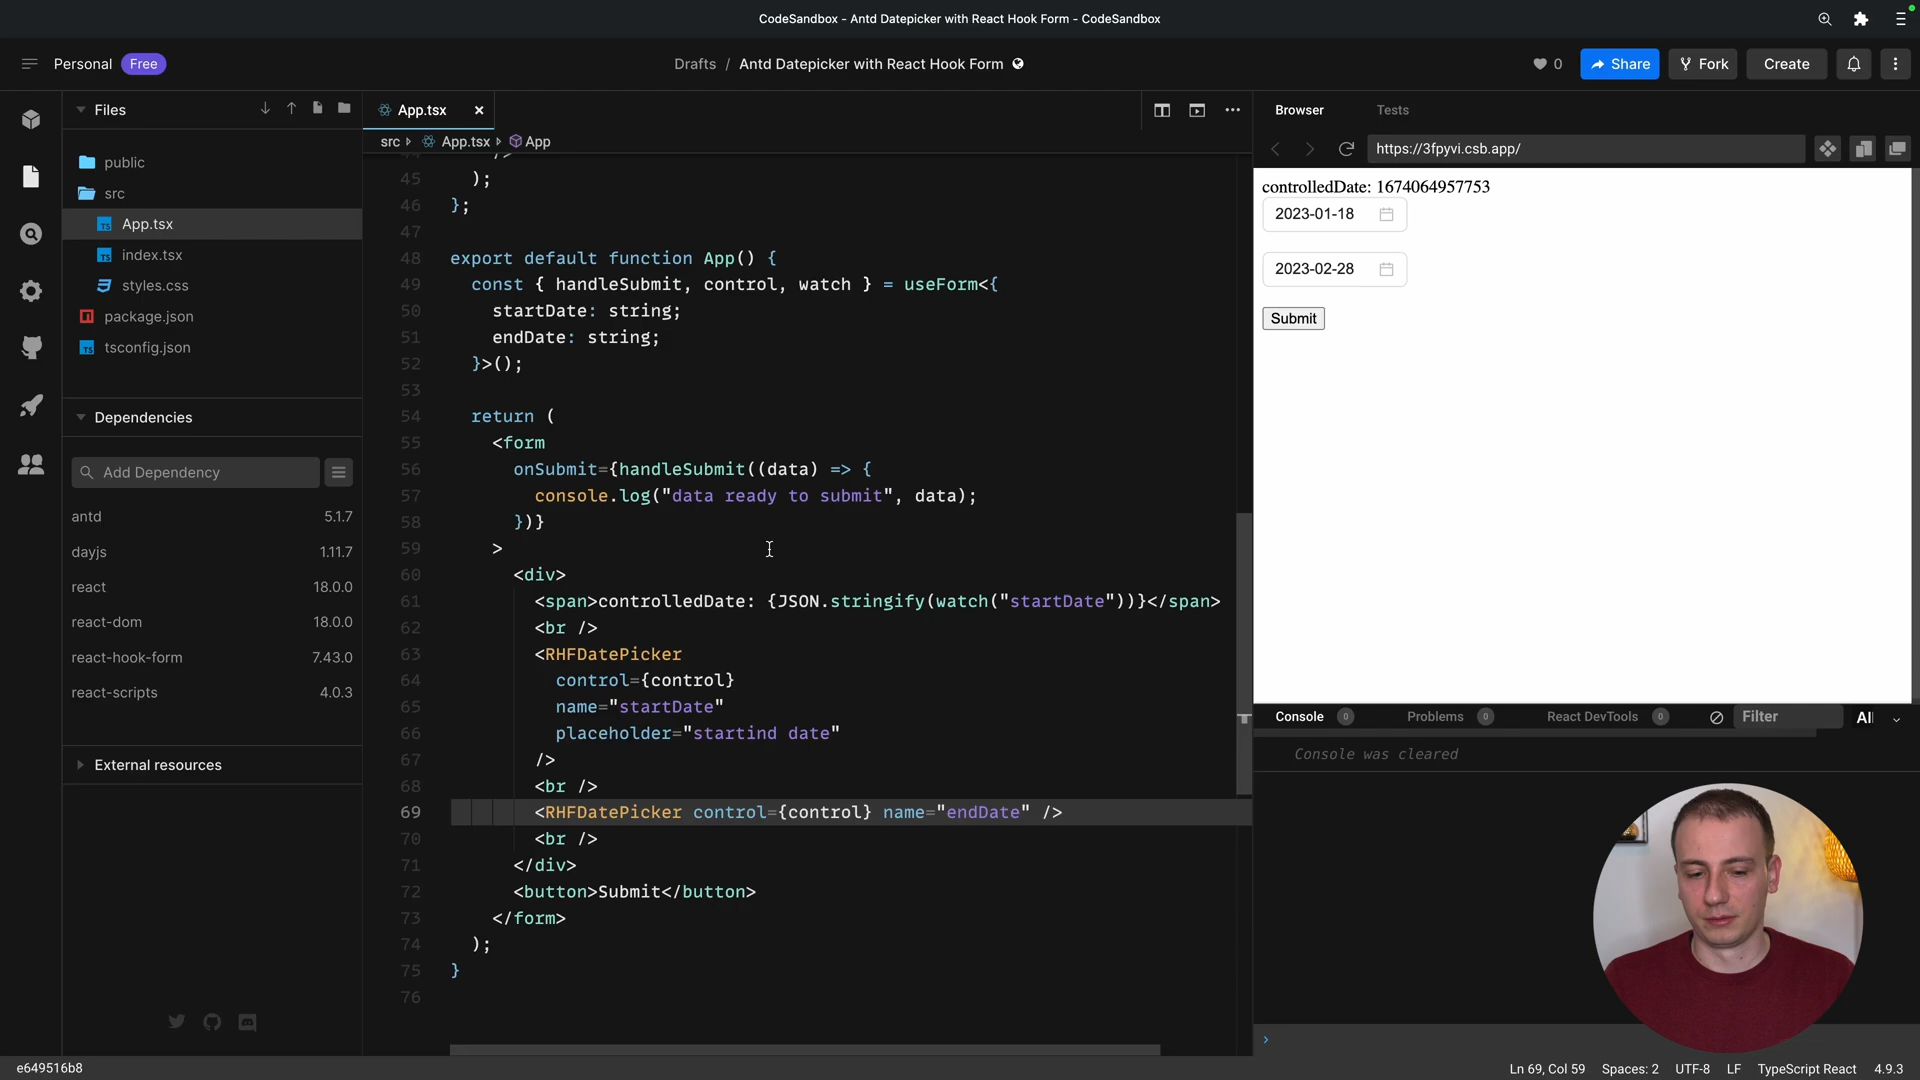 CodeSandbox - Antd Datepicker with React Hook Form - CodeSandbox
Personal Free
Drafts / Antd Datepicker with React Hook Form
0
Share
Fork
Create
Files
public
src
App.tsx
index.tsx
styles.css
package.json
tsconfig.json
Dependencies
Add Dependency
antd 5.1.7
dayjs 1.11.7
react 18.0.0
react-dom 18.0.0
react-hook-form 7.43.0
react-scripts 4.0.3
External resources
e649516b8
App.tsx
src App.tsx App
44 />
45 );
46 };
47
48 export default function App() {
49 const { handleSubmit, control, watch } = useForm<{
50 startDate: string;
51 endDate: string;
52 }>();
53
54 return (
55 <form
56 onSubmit={handleSubmit((data) => {
57 console.log("data ready to submit", data);
58 })}
59 >
60 <div>
61 <span>controlledDate: {JSON.stringify(watch("startDate"))}</span>
62 <br />
63 <RHFDatePicker
64 control={control}
65 name="startDate"
66 placeholder="startind date"
67 />
68 <br />
69 <RHFDatePicker control={control} name="endDate" />
70 <br />
71 </div>
72 <button>Submit</button>
73 </form>
74 );
75 }
76
Browser Tests
https://3fpyvi.csb.app/
controlledDate: 1674064957753
2023-01-18
2023-02-28
Submit
Console 0 Problems 0 React DevTools 0 Filter All
Console was cleared
Ln 69, Col 59 Spaces: 2 UTF-8 LF TypeScript React 4.9.3